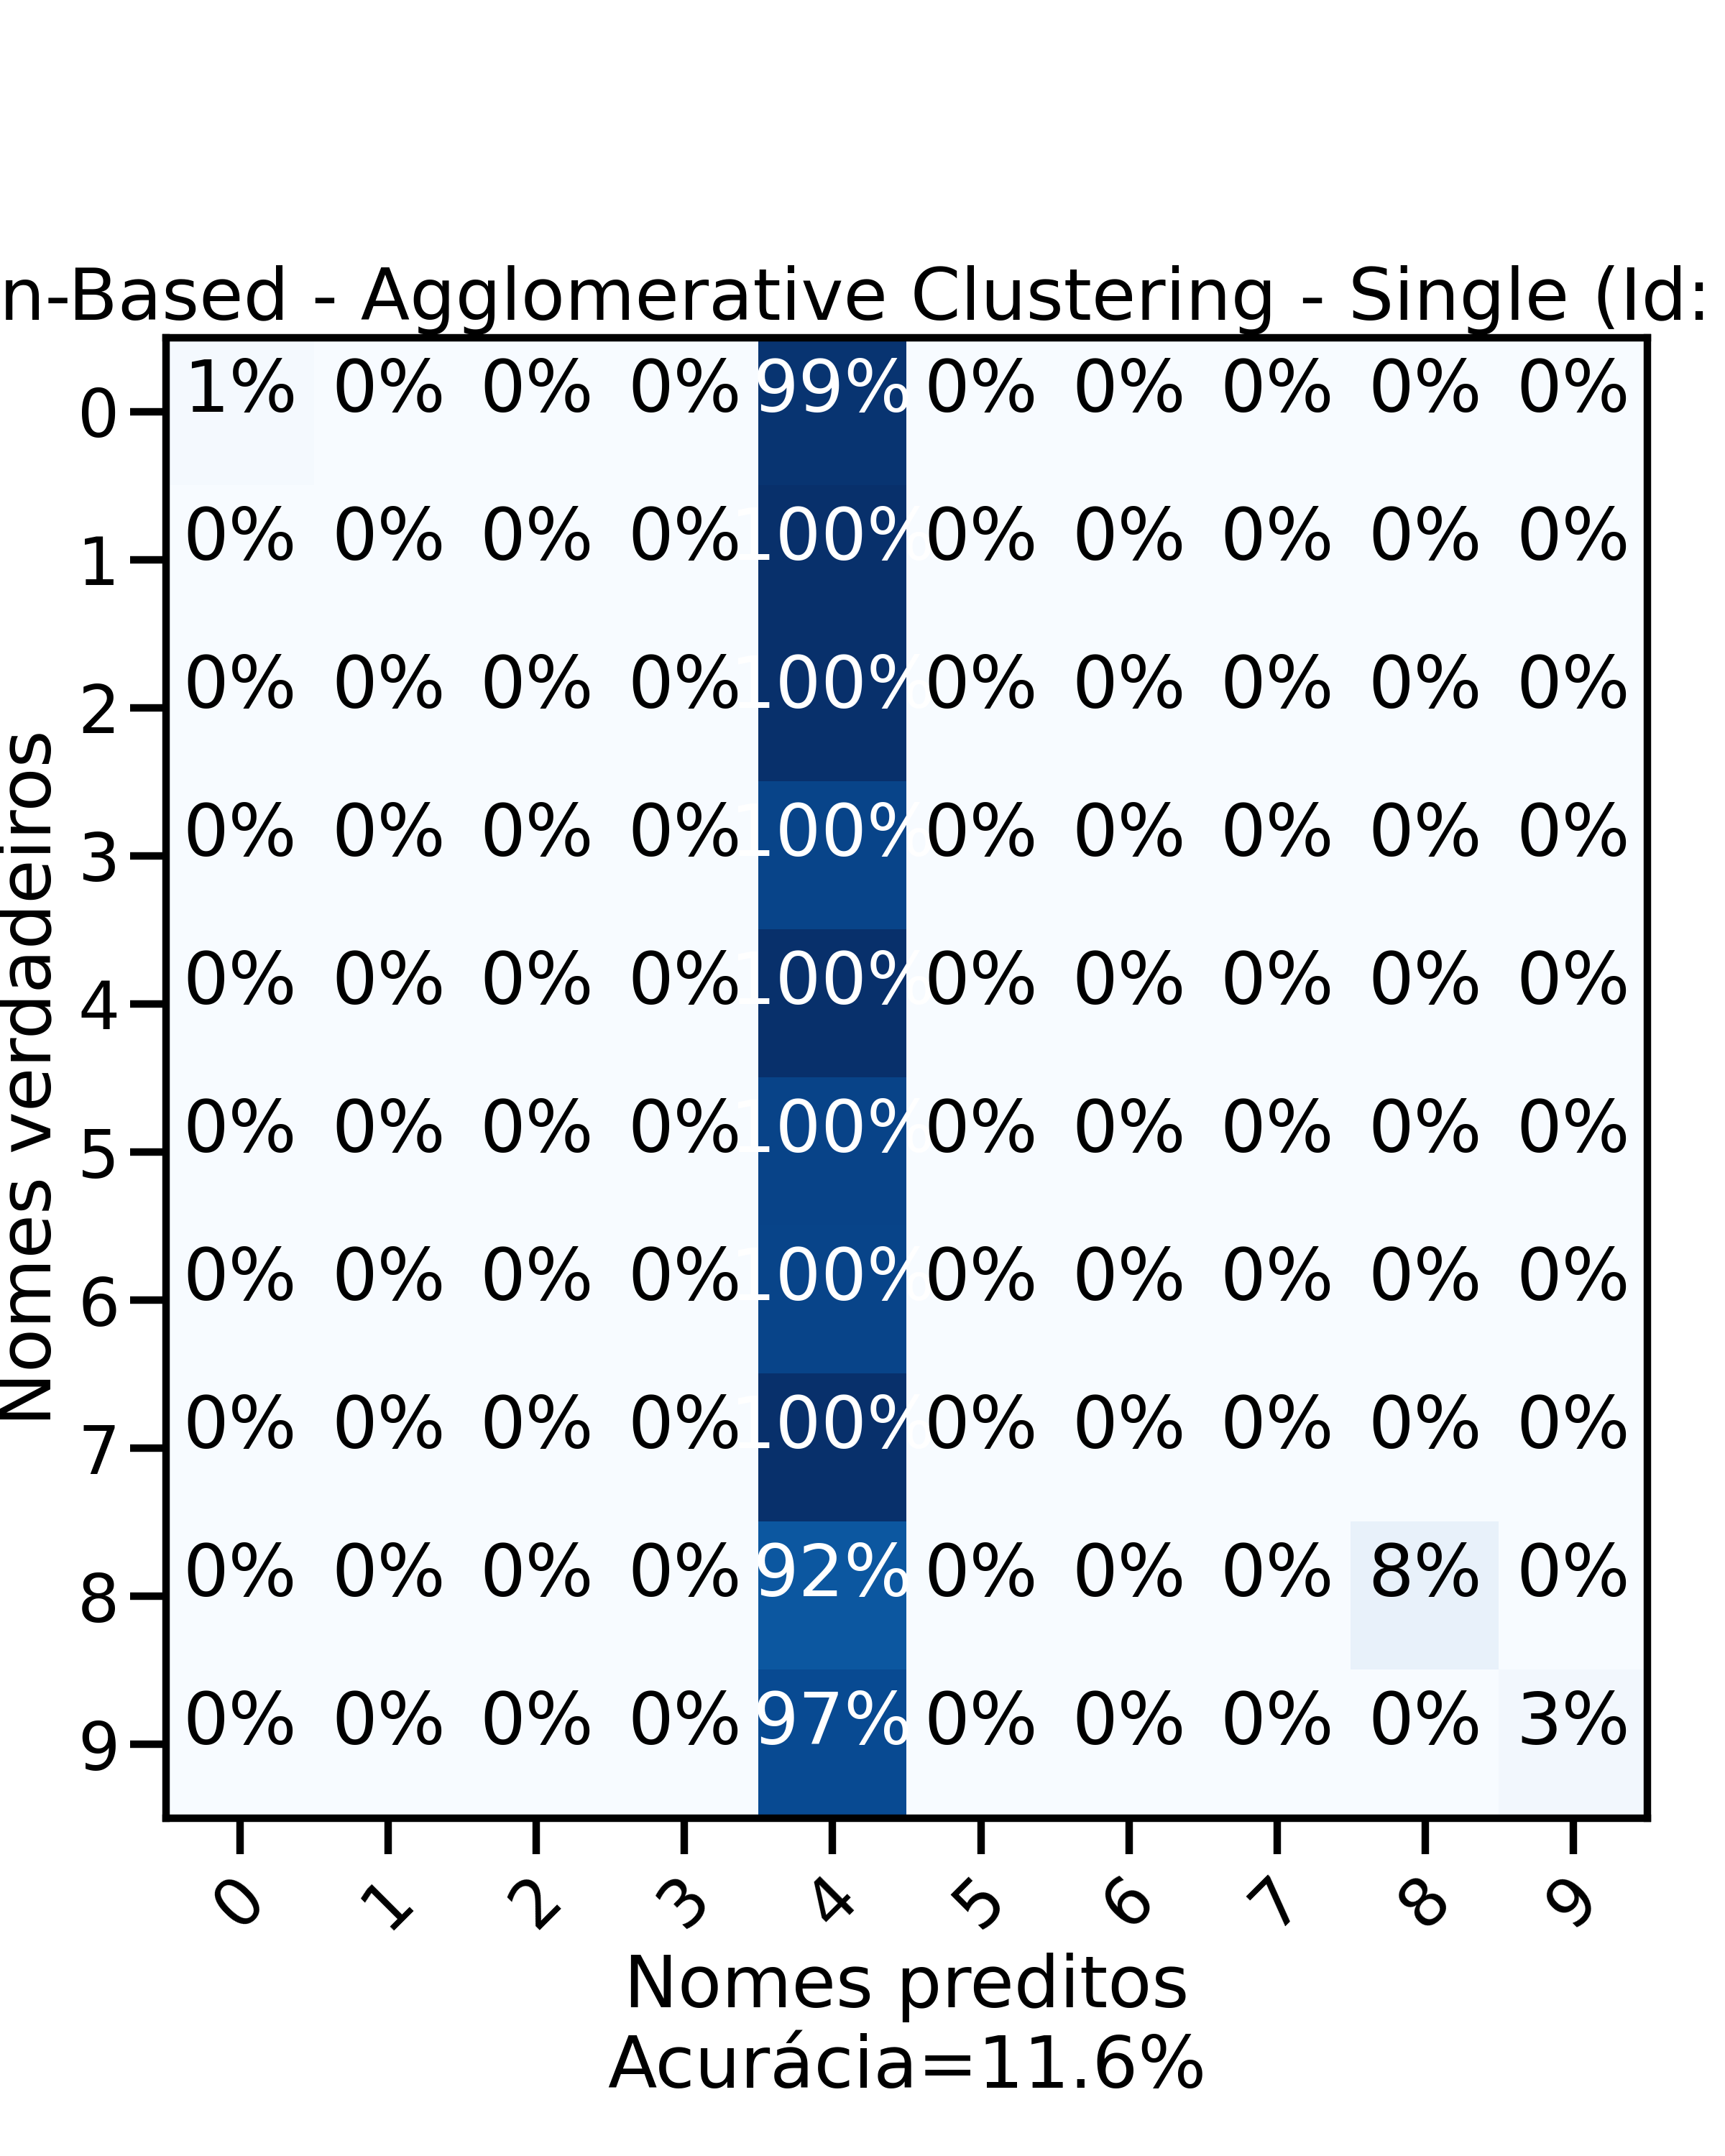 n-Based - Agglomerative Clustering - Single (Id:
0 1% 0% 0% 0% 99% 0% 0% 0% 0% 0%
1 0% 0% 0% 0% 100% 0% 0% 0% 0% 0%
2 0% 0% 0% 0% 100% 0% 0% 0% 0% 0%
3 0% 0% 0% 0% 100% 0% 0% 0% 0% 0%
4 0% 0% 0% 0% 100% 0% 0% 0% 0% 0%
5 0% 0% 0% 0% 100% 0% 0% 0% 0% 0%
6 0% 0% 0% 0% 100% 0% 0% 0% 0% 0%
7 0% 0% 0% 0% 100% 0% 0% 0% 0% 0%
8 0% 0% 0% 0% 92% 0% 0% 0% 8% 0%
9 0% 0% 0% 0% 97% 0% 0% 0% 0% 3%
Nomes verdadeiros
0 1 2 3 4 5 6 7 8 9
Nomes preditos
Acurácia=11.6%